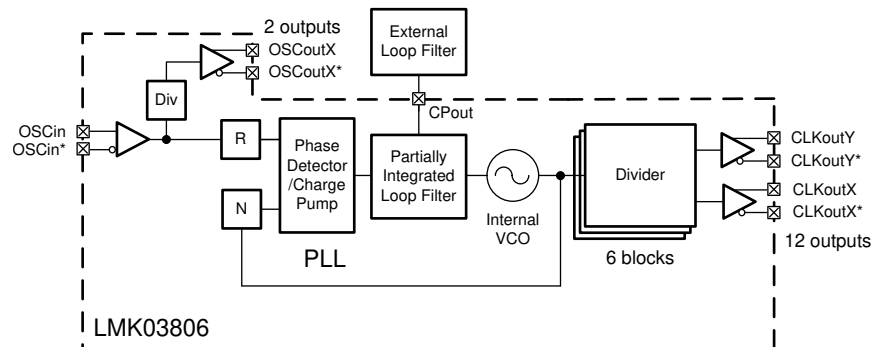 2 outputs
OSCoutX
OSCoutX*
Div
External
Loop Filter
CPout
OSCin
OSCin*
R
N
Phase
Detector
/Charge
Pump
PLL
Partially
Integrated
Loop Filter
Internal
VCO
Divider
6 blocks
CLKoutY
CLKoutY*
CLKoutX
CLKoutX*
12 outputs
LMK03806